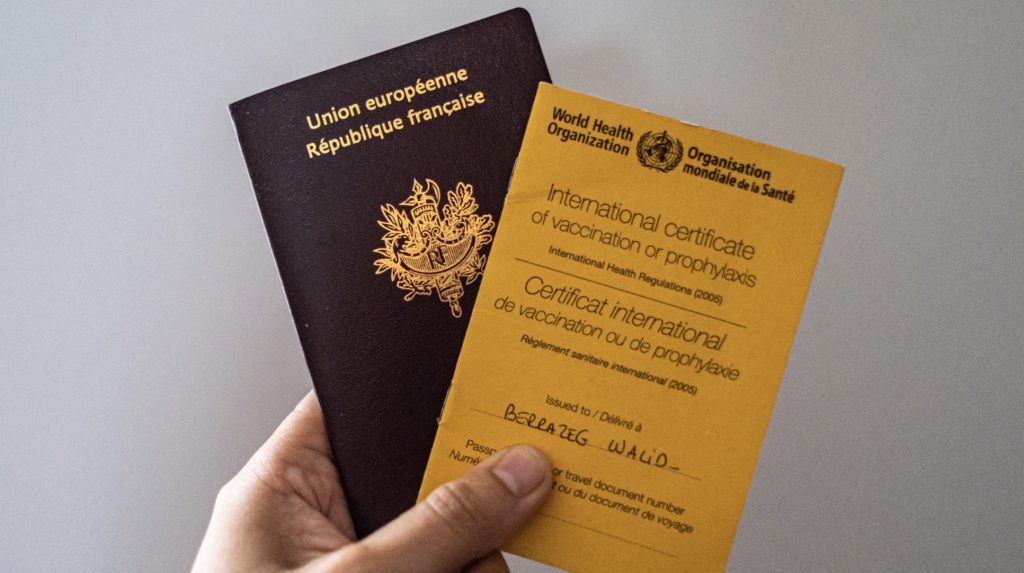 Union européenne
République française
RF
World Health
Organization
Organisation
mondiale de la Santé
International certificate
of vaccination or prophylaxis
International Health Regulations (2005)
Certificat international
de vaccination ou de prophylaxie
Règlement sanitaire international (2005)
Issued to / Délivré à
BERRAZEG WALID
or travel document number
ou du document de voyage